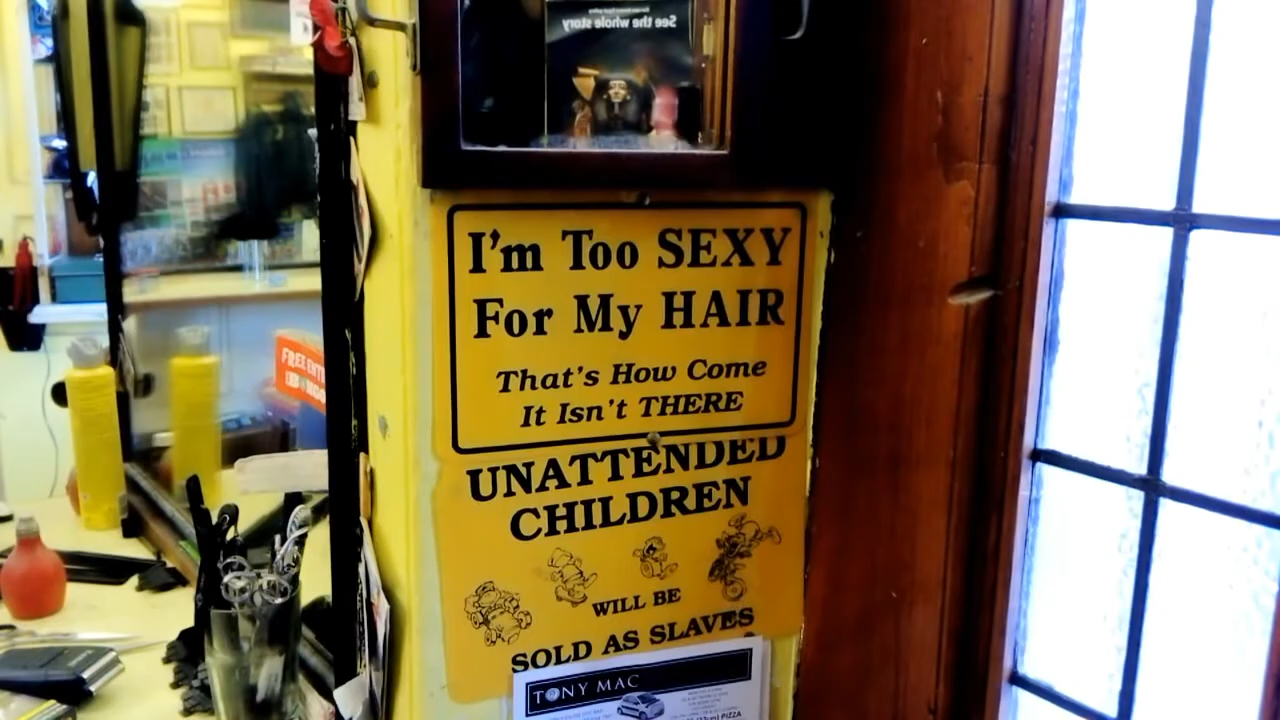 See the whole story
I'm Too SEXY
For My HAIR
That's How Come
It Isn't THERE
FREE ENTR
UNATTENDED
CHILDREN
WILL BE
SOLD AS SLAVES
TONY MAC
PIZZA